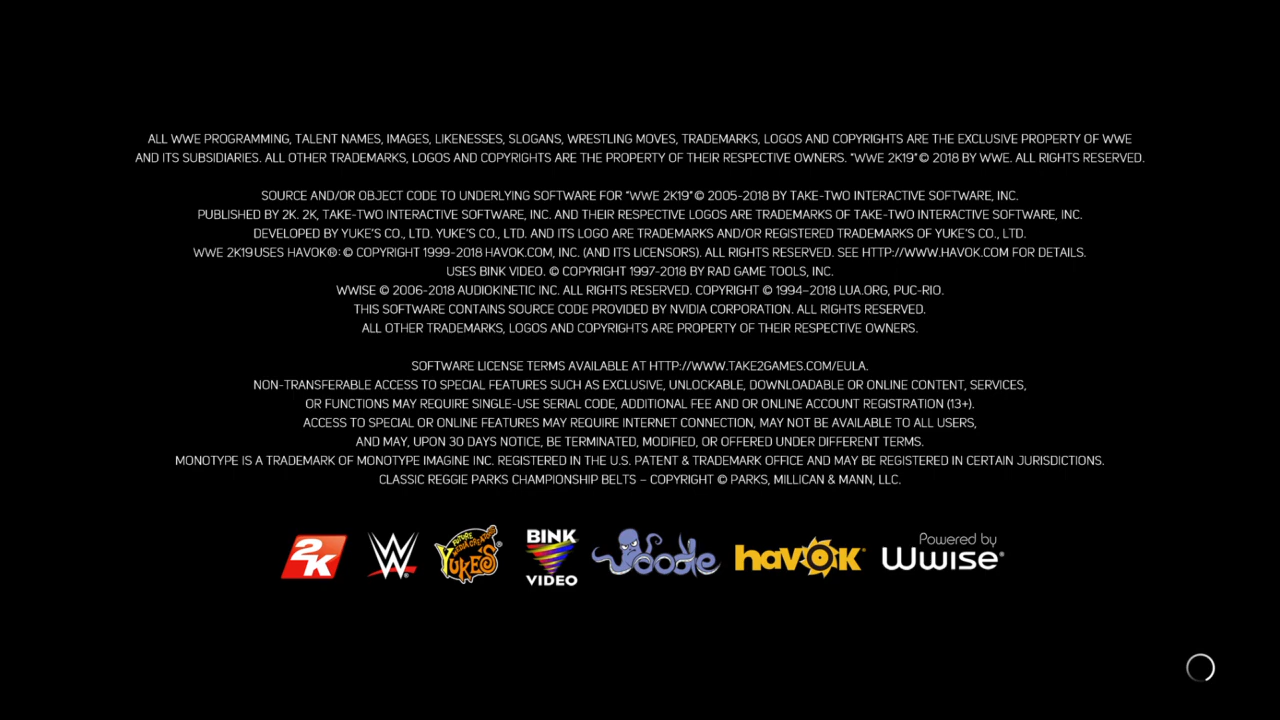 ALL WWE PROGRAMMING, TALENT NAMES, IMAGES, LIKENESSES, SLOGANS, WRESTLING MOVES, TRADEMARKS, LOGOS AND COPYRIGHTS ARE THE EXCLUSIVE PROPERTY OF WWE
AND ITS SUBSIDIARIES. ALL OTHER TRADEMARKS, LOGOS AND COPYRIGHTS ARE THE PROPERTY OF THEIR RESPECTIVE OWNERS. "WWE 2K19"© 2018 BY WWE. ALL RIGHTS RESERVED.
SOURCE AND/OR OBJECT CODE TO UNDERLYING SOFTWARE FOR "WWE 2K19"© 2005-2018 BY TAKE-TWO INTERACTIVE SOFTWARE, INC.
PUBLISHED BY 2K. 2K, TAKE-TWO INTERACTIVE SOFTWARE, INC. AND THEIR RESPECTIVE LOGOS ARE TRADEMARKS OF TAKE-TWO INTERACTIVE SOFTWARE, INC.
DEVELOPED BY YUKE'S CO., LTD. YUKE'S CO., LTD. AND ITS LOGO ARE TRADEMARKS AND/OR REGISTERED TRADEMARKS OF YUKE'S CO., LTD.
WWE 2K19 USES HAVOK®: © COPYRIGHT 1999-2018 HAVOK.COM, INC. (AND ITS LICENSORS). ALL RIGHTS RESERVED. SEE HTTP://WWW.HAVOK.COM FOR DETAILS.
USES BINK VIDEO. © COPYRIGHT 1997-2018 BY RAD GAME TOOLS, INC.
WWISE © 2006-2018 AUDIOKINETIC INC. ALL RIGHTS RESERVED. COPYRIGHT © 1994–2018 LUA.ORG, PUC-RIO.
THIS SOFTWARE CONTAINS SOURCE CODE PROVIDED BY NVIDIA CORPORATION. ALL RIGHTS RESERVED.
ALL OTHER TRADEMARKS, LOGOS AND COPYRIGHTS ARE PROPERTY OF THEIR RESPECTIVE OWNERS.
SOFTWARE LICENSE TERMS AVAILABLE AT HTTP://WWW.TAKE2GAMES.COM/EULA.
NON-TRANSFERABLE ACCESS TO SPECIAL FEATURES SUCH AS EXCLUSIVE, UNLOCKABLE, DOWNLOADABLE OR ONLINE CONTENT, SERVICES,
OR FUNCTIONS MAY REQUIRE SINGLE-USE SERIAL CODE, ADDITIONAL FEE AND OR ONLINE ACCOUNT REGISTRATION (13+).
ACCESS TO SPECIAL OR ONLINE FEATURES MAY REQUIRE INTERNET CONNECTION, MAY NOT BE AVAILABLE TO ALL USERS,
AND MAY, UPON 30 DAYS NOTICE, BE TERMINATED, MODIFIED, OR OFFERED UNDER DIFFERENT TERMS.
MONOTYPE IS A TRADEMARK OF MONOTYPE IMAGINE INC. REGISTERED IN THE U.S. PATENT & TRADEMARK OFFICE AND MAY BE REGISTERED IN CERTAIN JURISDICTIONS.
CLASSIC REGGIE PARKS CHAMPIONSHIP BELTS – COPYRIGHT © PARKS, MILLICAN & MANN, LLC.
2K
W
FUTURE MEDIA CREATORS YUKE'S®
BINK VIDEO
Oodle
havok®
Powered by
Wwise®